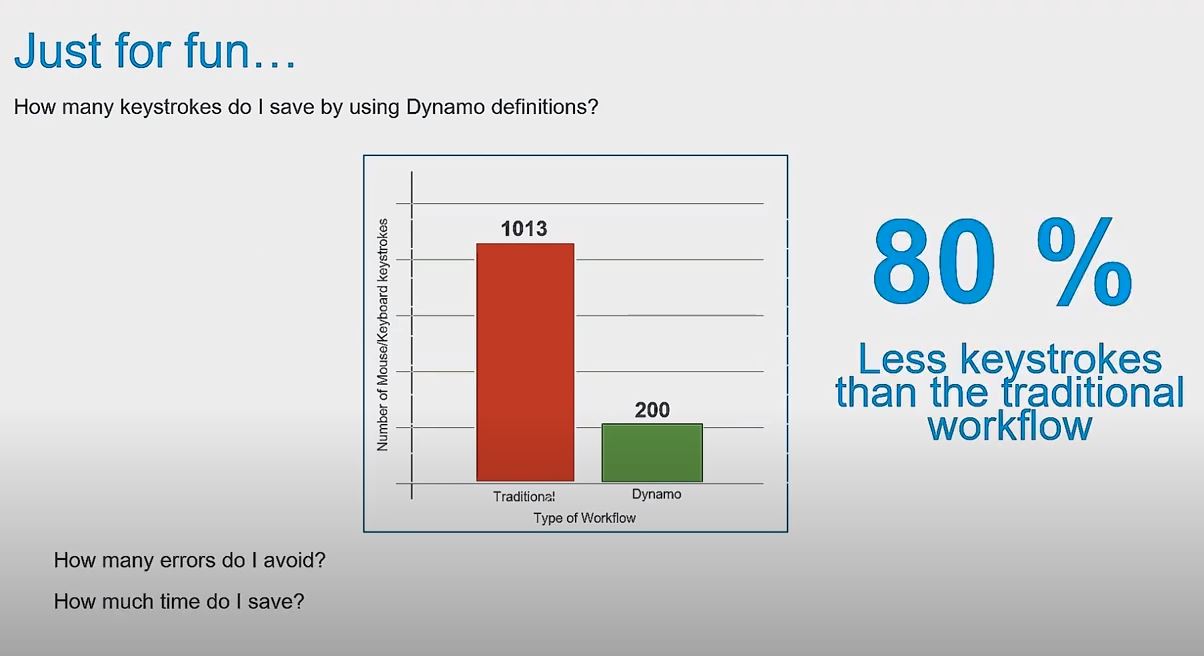 Just for fun…
How many keystrokes do I save by using Dynamo definitions?
Number of Mouse/Keyboard keystrokes
1013
200
Traditional
Dynamo
Type of Workflow
80 %
Less keystrokes
than the traditional
workflow
How many errors do I avoid?
How much time do I save?